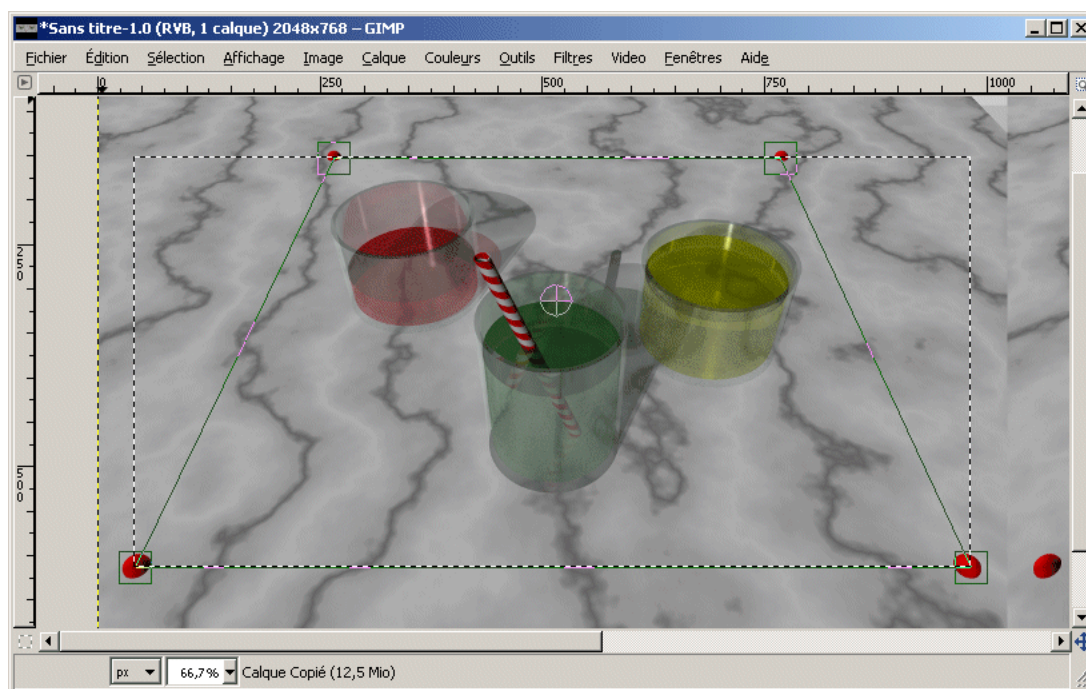 *Sans titre-1.0 (RVB, 1 calque) 2048x768 – GIMP
Fichier Édition Sélection Affichage Image Calque Couleurs Outils Filtres Video Fenêtres Aide
0 250 500 750 1000
250
500
px 66,7% Calque Copié (12,5 Mio)